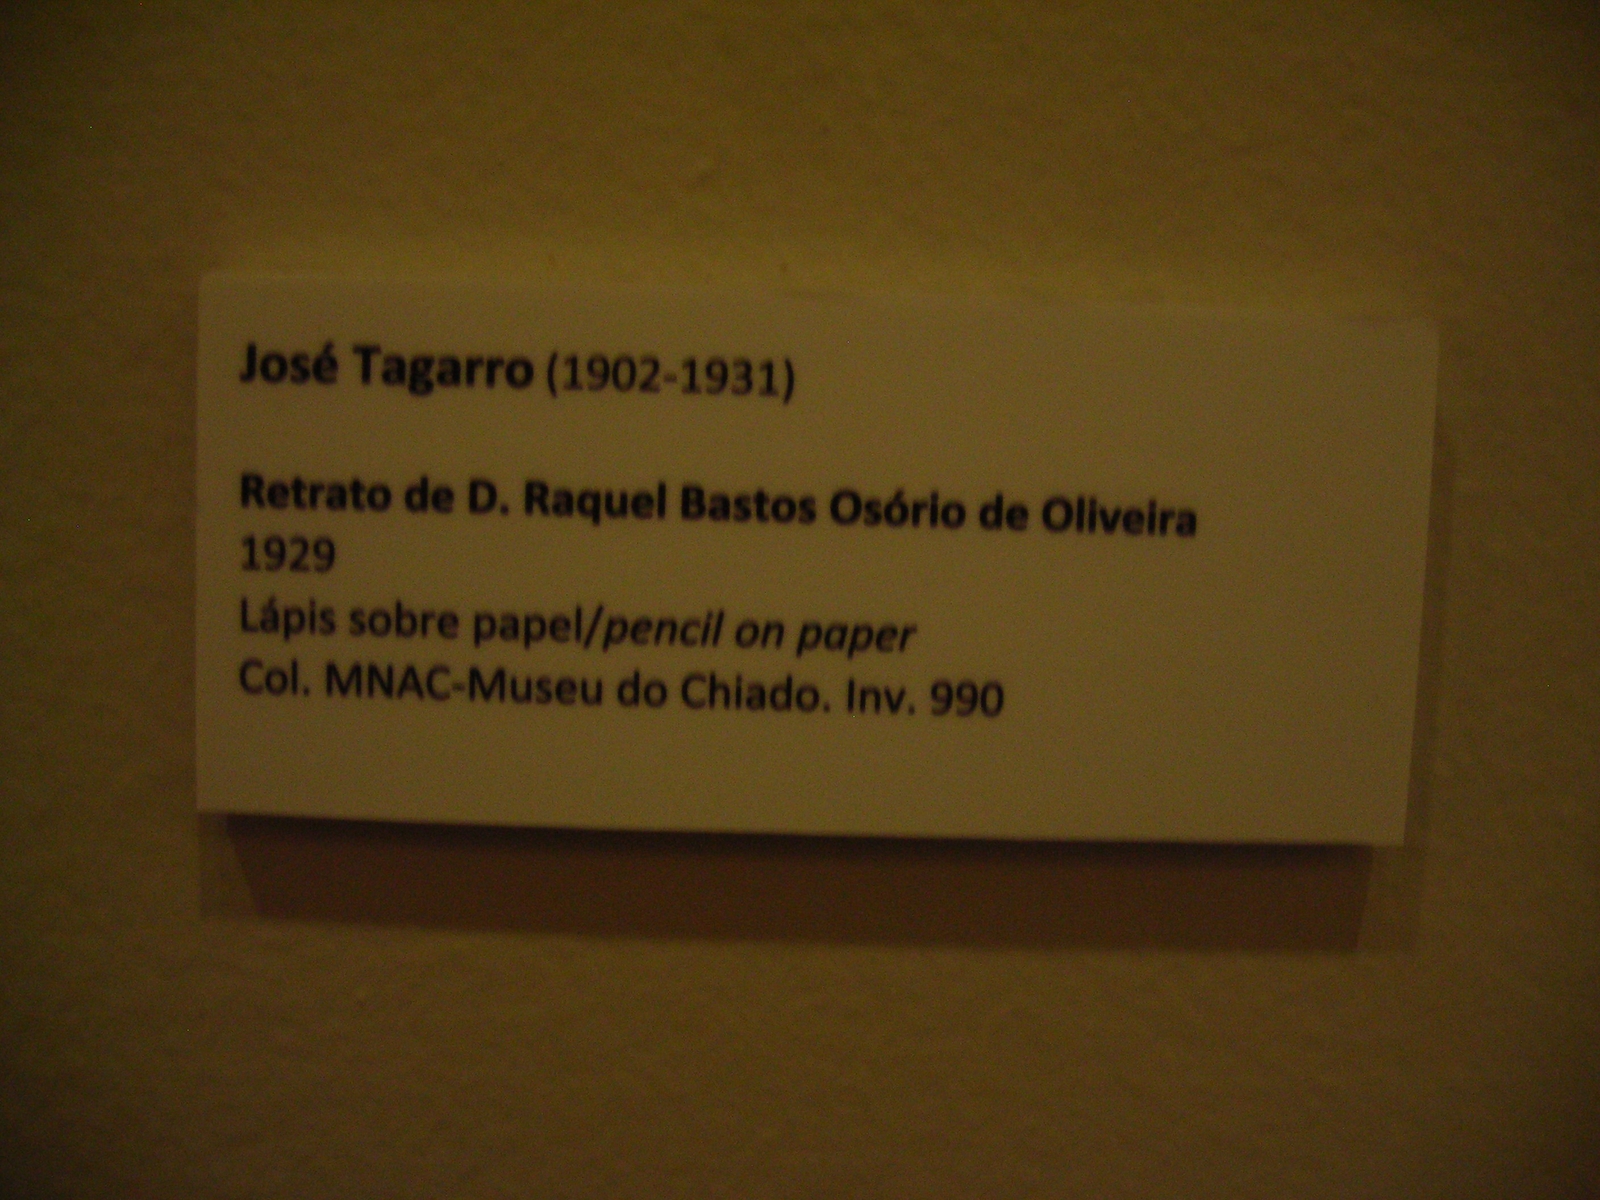 José Tagarro (1902-1931)
Retrato de D. Raquel Bastos Osório de Oliveira
1929
Lápis sobre papel/pencil on paper
Col. MNAC-Museu do Chiado. Inv. 990